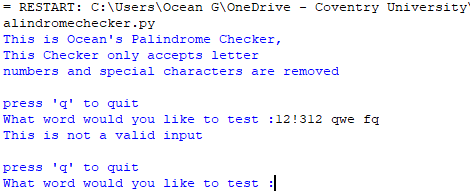 = RESTART: C:\Users\Ocean G\OneDrive - Coventry University\
alindromechecker.py
This is Ocean's Palindrome Checker,
This Checker only accepts letter
numbers and special characters are removed
press 'q' to quit
What word would you like to test :12!312 qwe fq
This is not a valid input
press 'q' to quit
What word would you like to test :